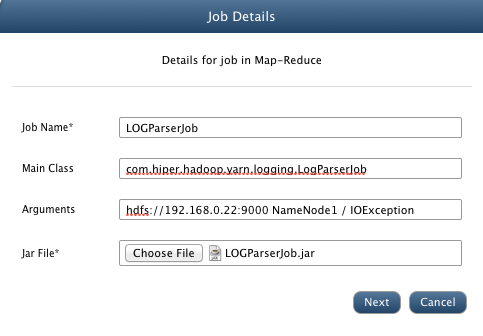 Job Details
Details for job in Map-Reduce
Job Name* LOGParserJob
Main Class com.hiper.hadoop.yarn.logging.LogParserJob
Arguments hdfs://192.168.0.22:9000 NameNode1 / IOException
Jar File* Choose File LOGParserJob.jar
Next Cancel